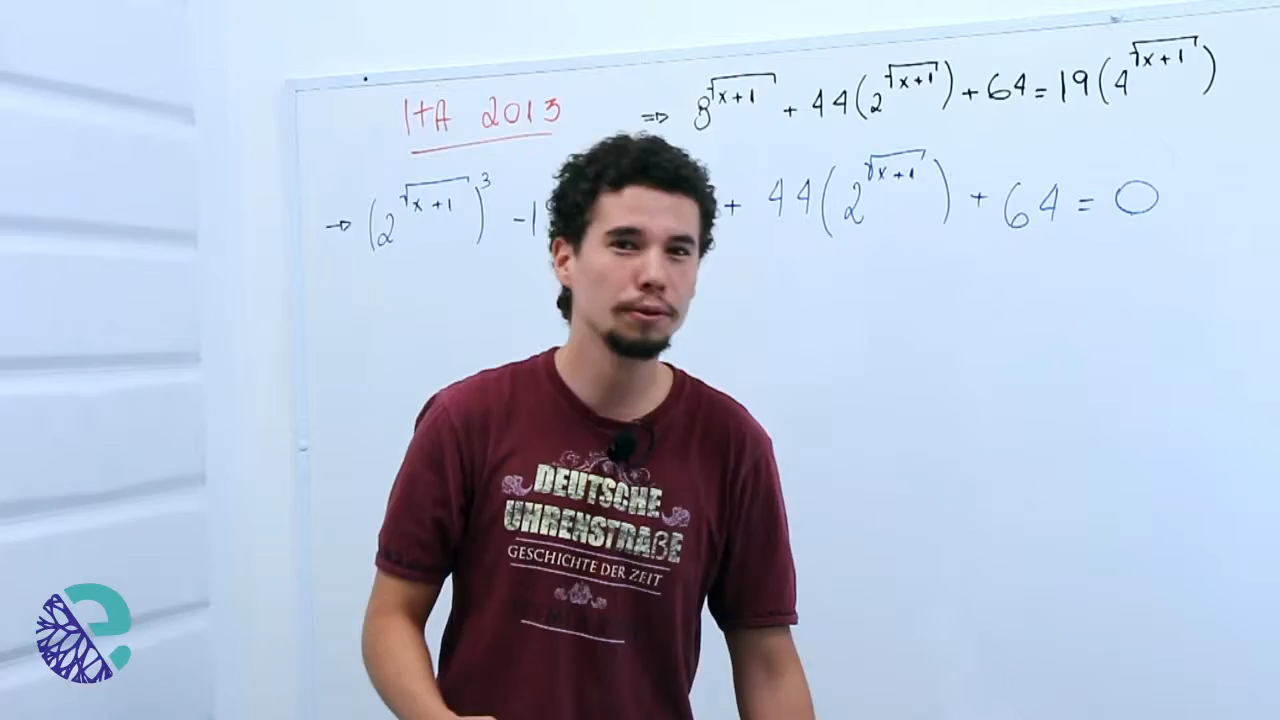 ITA 2013 ⇒ 8^√(x+1) + 44(2^√(x+1)) + 64 = 19(4^√(x+1))
→ (2^√(x+1))^3 -1 + 44(2^√(x+1)) + 64 = 0
DEUTSCHE
UHRENSTRAßE
GESCHICHTE DER ZEIT